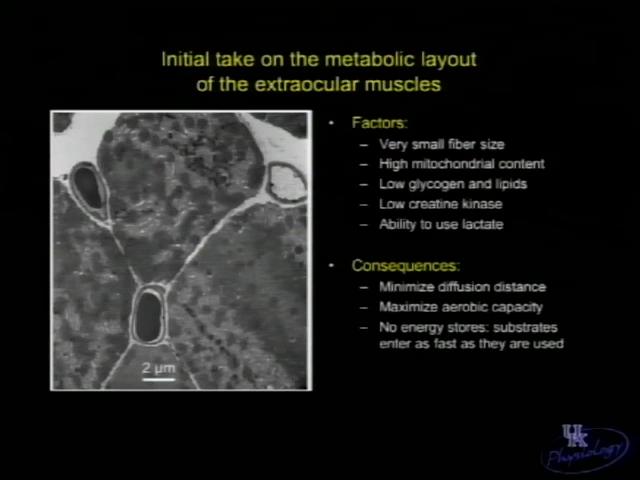 Initial take on the metabolic layout
of the extraocular muscles
• Factors:
– Very small fiber size
– High mitochondrial content
– Low glycogen and lipids
– Low creatine kinase
– Ability to use lactate
• Consequences:
– Minimize diffusion distance
– Maximize aerobic capacity
– No energy stores: substrates
enter as fast as they are used
2 µm
UK
Physiology